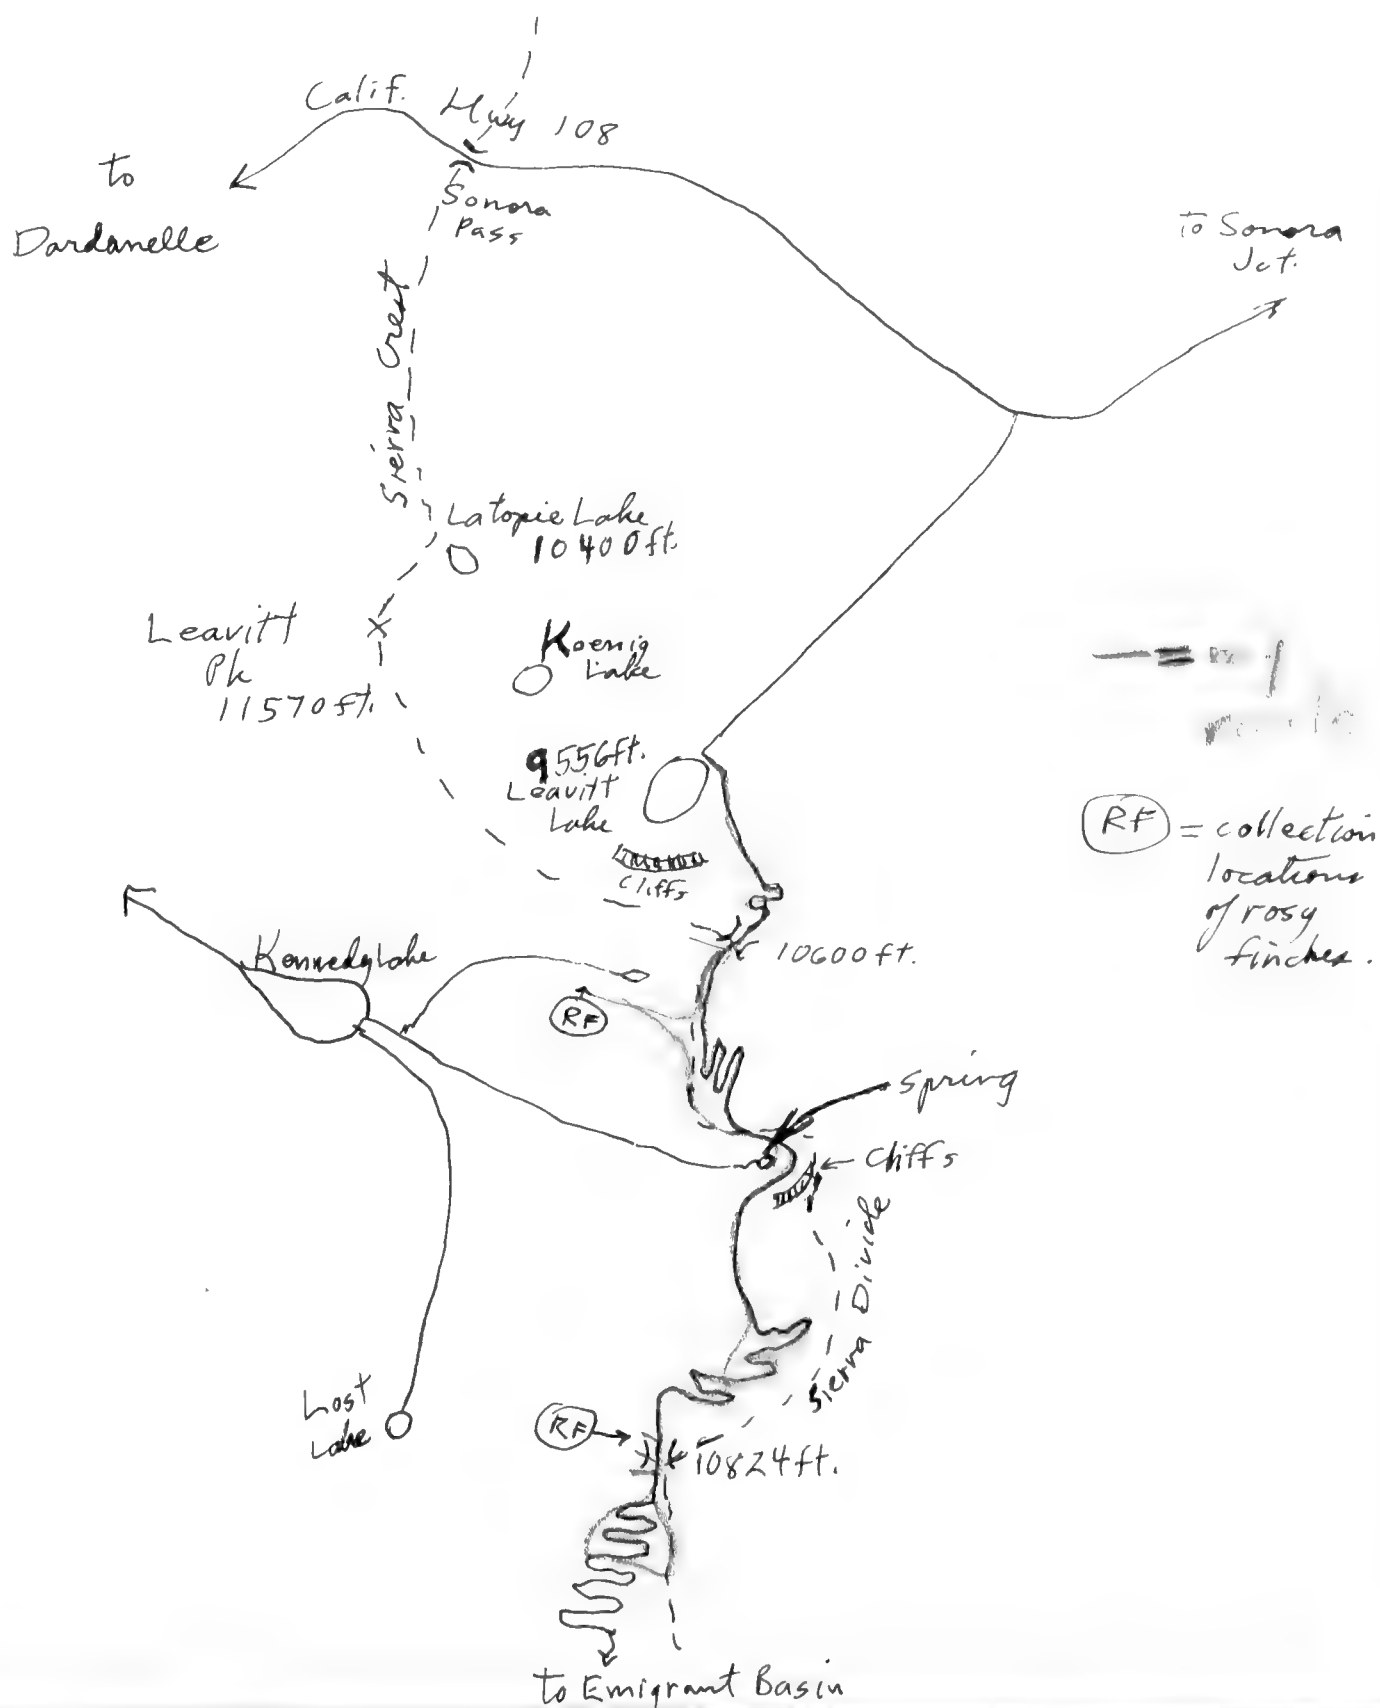 Calif. Hwy 108
to
Dardanelle
Sonora
Pass
to Sonora
Jct.
Sierra Crest
Latopie Lake
10400ft.
Leavitt
Pk
11570ft.
Koenig
Lake
9556ft.
Leavitt
Lake
Cliffs
RF = collection
locations
of rosy
finches.
Kennedy Lake
10600ft.
RF
Spring
Cliffs
Sierra Divide
Lost
Lake
RF
10824ft.
to Emigrant Basin